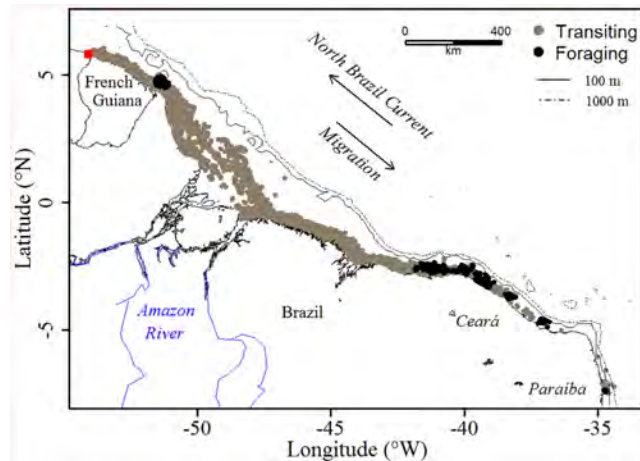 0
400
km
Transiting
Foraging
100 m
1000 m
North Brazil Current
Migration
French
Guiana
Amazon
River
Brazil
Ceará
Paraíba
5
0
-5
Latitude (°N)
-50
-45
-40
-35
Longitude (°W)